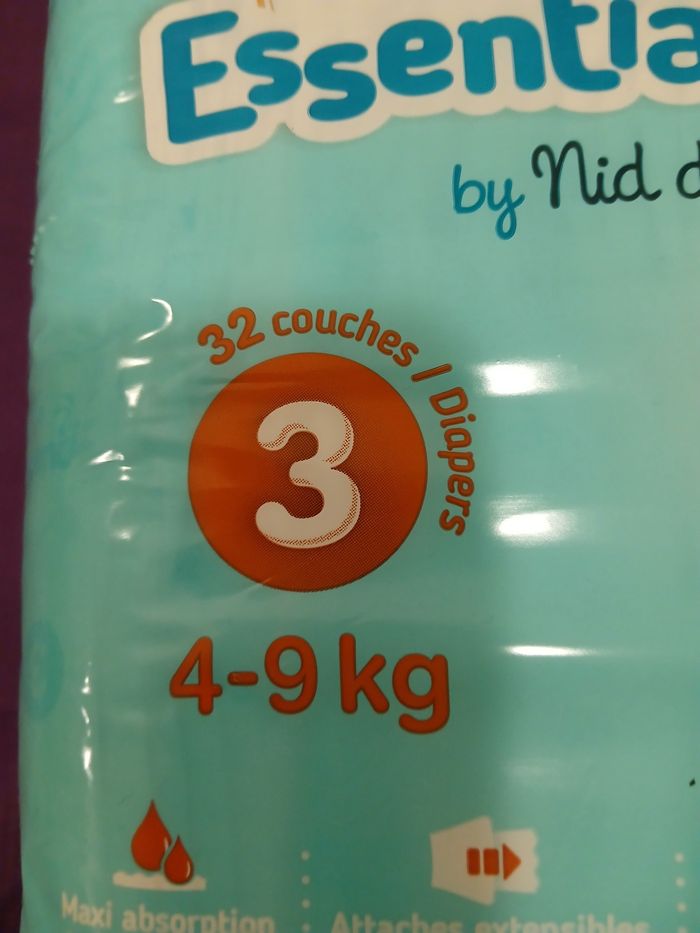 Essentia
by Nid d
32 couches / Diapers
3
4-9 kg
Maxi absorption
Attaches extensibles